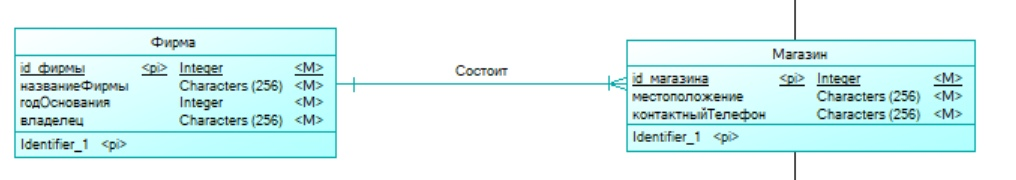 Фирма
id_фирмы <pi> Integer <M>
названиеФирмы Characters (256) <M>
годОснования Integer <M>
владелец Characters (256) <M>
Identifier_1 <pi>
Состоит
Магазин
id_магазина <pi> Integer <M>
местоположение Characters (256) <M>
контактныйТелефон Characters (256) <M>
Identifier_1 <pi>